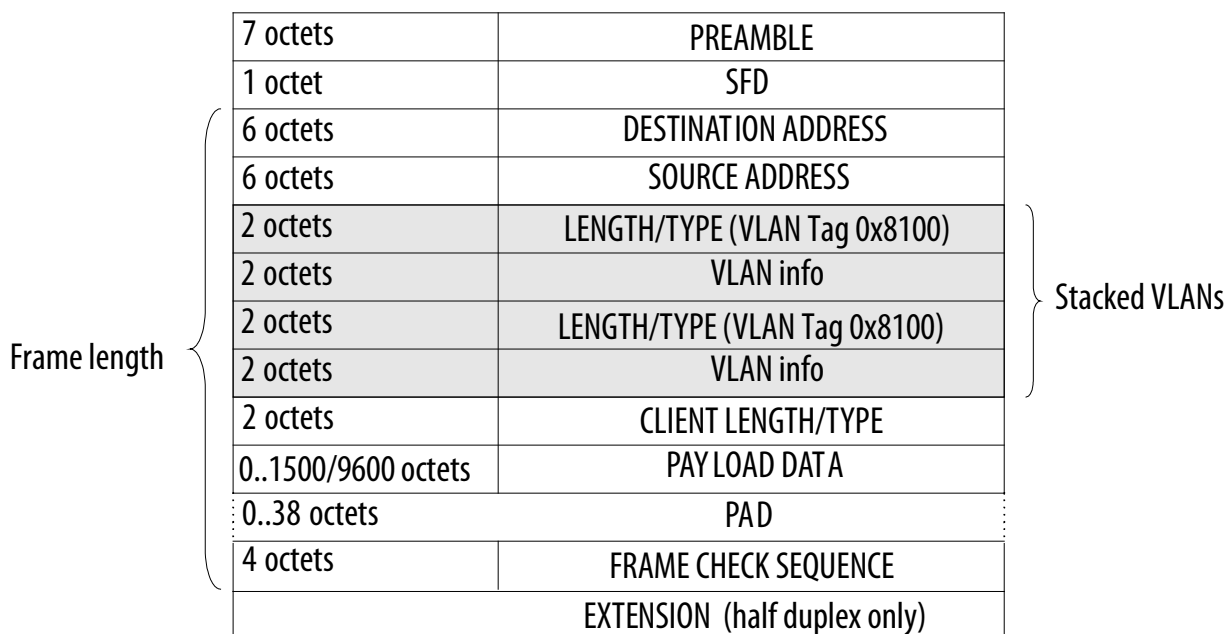 7 octets PREAMBLE
1 octet SFD
6 octets DESTINATION ADDRESS
6 octets SOURCE ADDRESS
2 octets LENGTH/TYPE (VLAN Tag 0x8100)
2 octets VLAN info
Stacked VLANs
2 octets LENGTH/TYPE (VLAN Tag 0x8100)
Frame length
2 octets VLAN info
2 octets CLIENT LENGTH/TYPE
0..1500/9600 octets PAYLOAD DATA
0..38 octets PAD
4 octets FRAME CHECK SEQUENCE
EXTENSION (half duplex only)